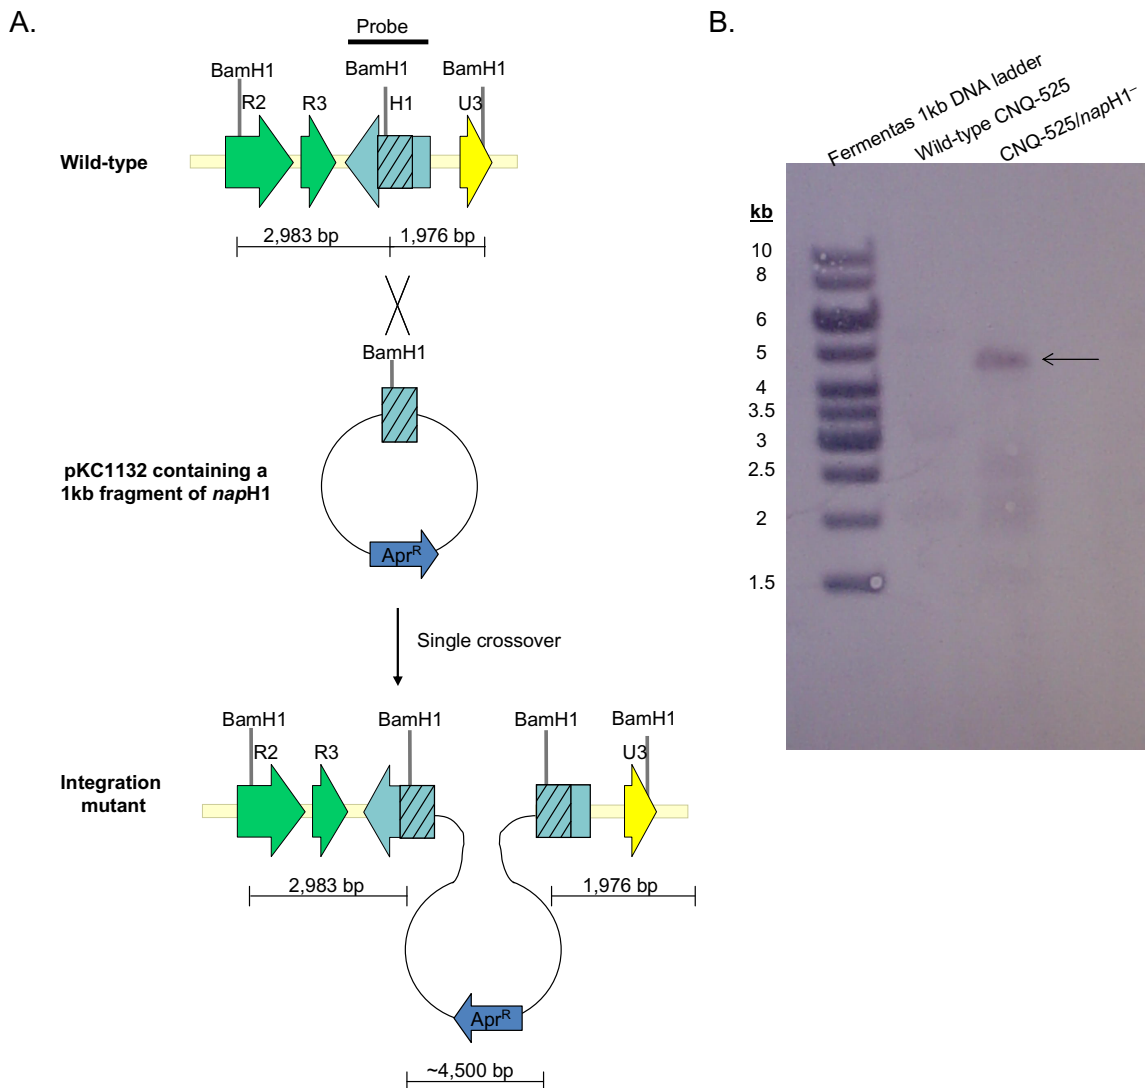 A.
Probe
BamH1
BamH1
BamH1
R2
R3
H1
U3
Wild-type
2,983 bp
1,976 bp
BamH1
pKC1132 containing a
1kb fragment of napH1
AprR
Single crossover
BamH1
BamH1
BamH1
BamH1
R2
R3
U3
Integration
mutant
2,983 bp
1,976 bp
AprR
~4,500 bp
B.
Fermentas 1kb DNA ladder
Wild-type CNQ-525
CNQ-525/napH1–
kb
10
8
6
5
4
3.5
3
2.5
2
1.5